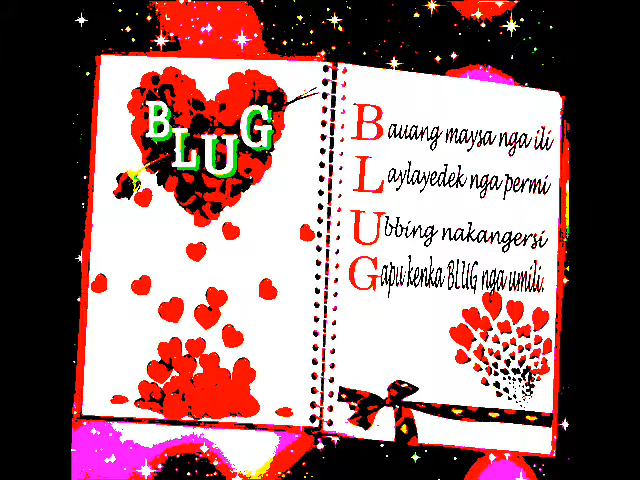 BLUG
Bauang maysa nga ili
Laylayedek nga permi
Ubbing nakangersi
Gapu kenka BLUG nga umili.